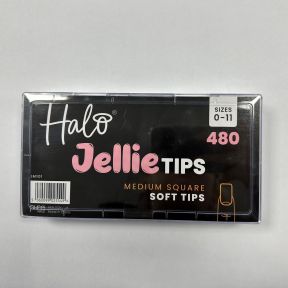 SIZES
0-11
Halo
480
Jellie TIPS
MEDIUM SQUARE
SOFT TIPS